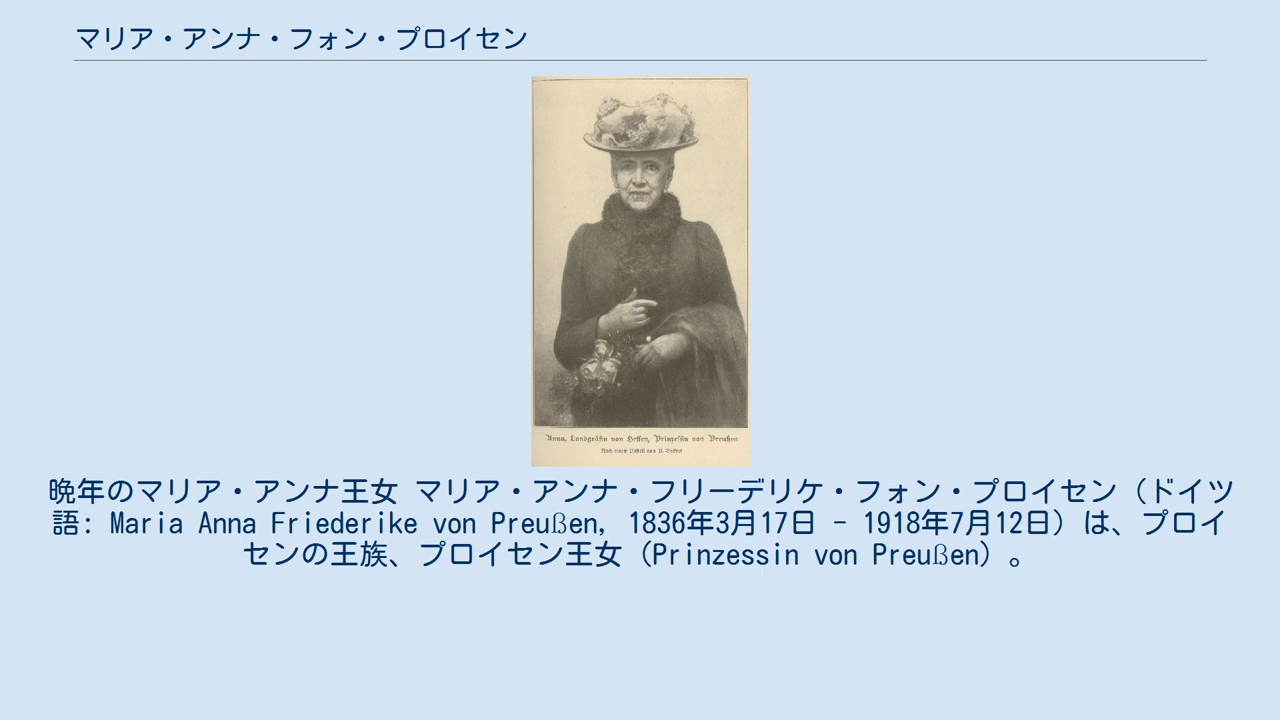 マリア・アンナ・フォン・プロイセン
Anna, Landgräfin von Hessen, Prinzessin von Preußen
Nach einem Pastell von P. Beckert
晩年のマリア・アンナ王女 マリア・アンナ・フリーデリケ・フォン・プロイセン（ドイツ
語: Maria Anna Friederike von Preußen, 1836年3月17日 - 1918年7月12日）は、プロイ
センの王族、プロイセン王女（Prinzessin von Preußen）。